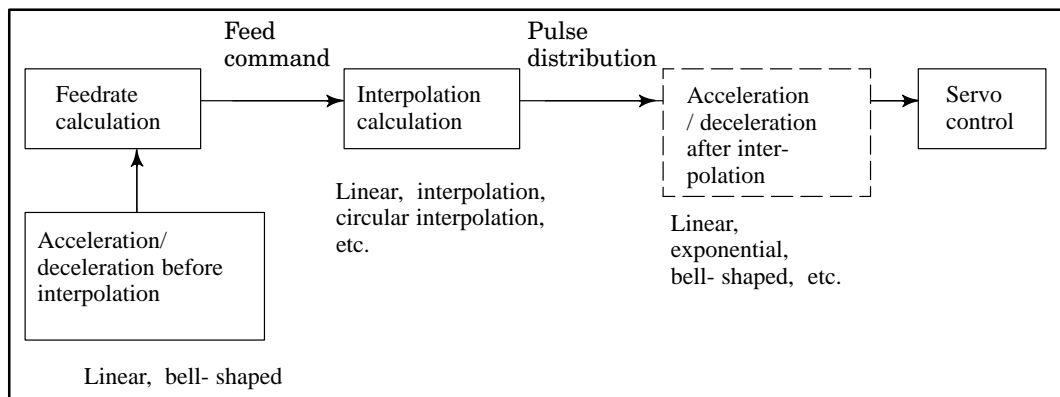 Feed
command
Pulse
distribution
Feedrate
calculation
Interpolation
calculation
Acceleration
/ deceleration
after inter-
polation
Servo
control
Linear, interpolation,
circular interpolation,
etc.
Linear,
exponential,
bell- shaped, etc.
Acceleration/
deceleration before
interpolation
Linear, bell- shaped